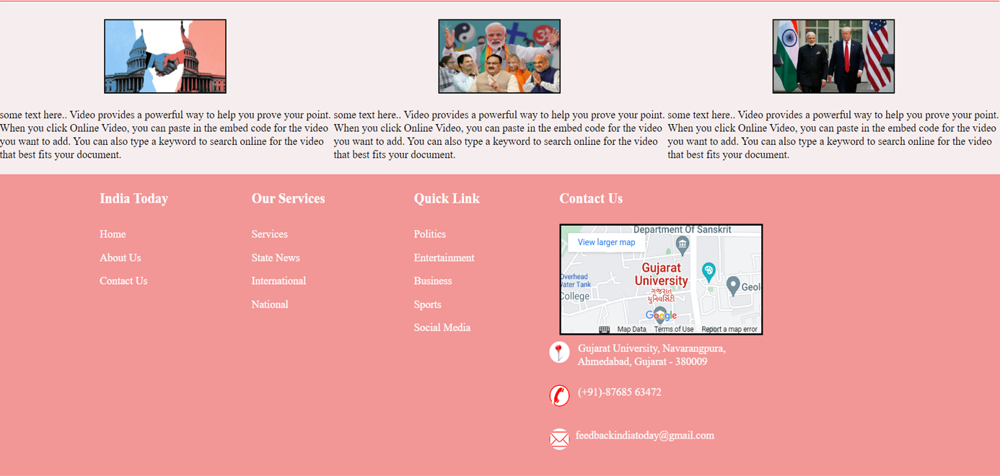 some text here.. Video provides a powerful way to help you prove your point.
When you click Online Video, you can paste in the embed code for the video
you want to add. You can also type a keyword to search online for the video
that best fits your document.
some text here.. Video provides a powerful way to help you prove your point.
When you click Online Video, you can paste in the embed code for the video
you want to add. You can also type a keyword to search online for the video
that best fits your document.
some text here.. Video provides a powerful way to help you prove your point.
When you click Online Video, you can paste in the embed code for the video
you want to add. You can also type a keyword to search online for the video
that best fits your document.
India Today
Home
About Us
Contact Us
Our Services
Services
State News
International
National
Quick Link
Politics
Entertainment
Business
Sports
Social Media
Contact Us
Department Of Sanskrit
View larger map
Gujarat
University
ગુજરાત
યુનિવર્સિટી
Overhead
Water Tank
College
Geol
Google
Map Data
Terms of Use
Report a map error
Gujarat University, Navarangpura,
Ahmedabad, Gujarat - 380009
(+91)-87685 63472
feedbackindiatoday@gmail.com